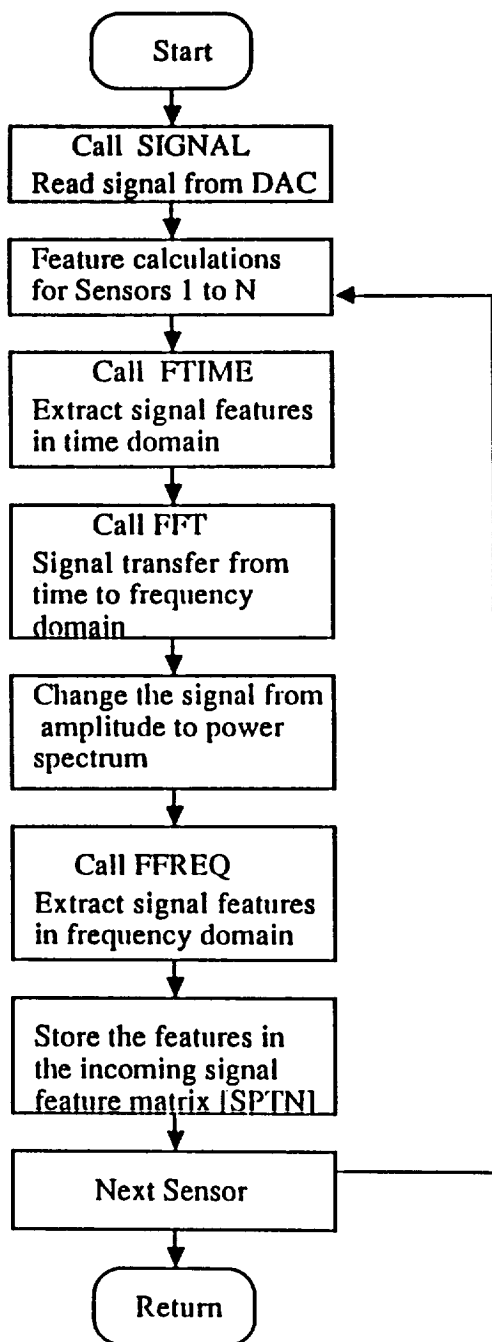 Start
Call SIGNAL
Read signal from DAC
Feature calculations
for Sensors 1 to N
Call FTIME
Extract signal features
in time domain
Call FFT
Signal transfer from
time to frequency
domain
Change the signal from
amplitude to power
spectrum
Call FFREQ
Extract signal features
in frequency domain
Store the features in
the incoming signal
feature matrix [SPTN]
Next Sensor
Return